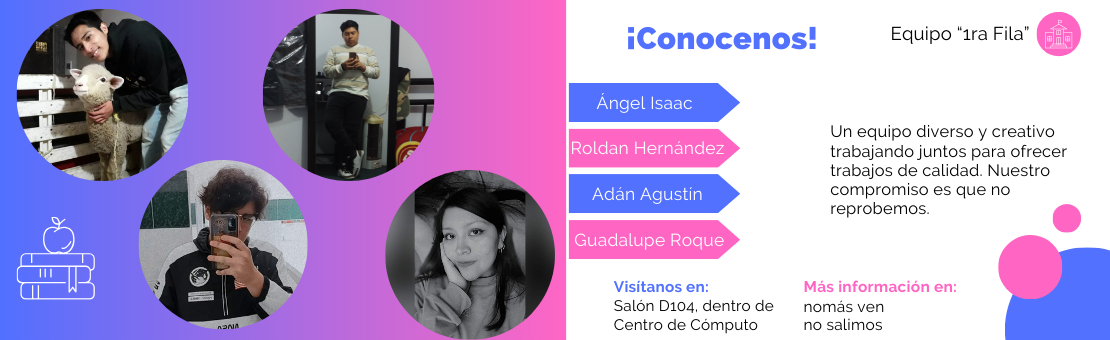 ¡Conocenos!
Equipo “1ra Fila”
Ángel Isaac
Roldan Hernández
Adán Agustín
Guadalupe Roque
Un equipo diverso y creativo
trabajando juntos para ofrecer
trabajos de calidad. Nuestro
compromiso es que no
reprobemos.
Visítanos en:
Salón D104, dentro de
Centro de Cómputo
Más información en:
nomás ven
no salimos